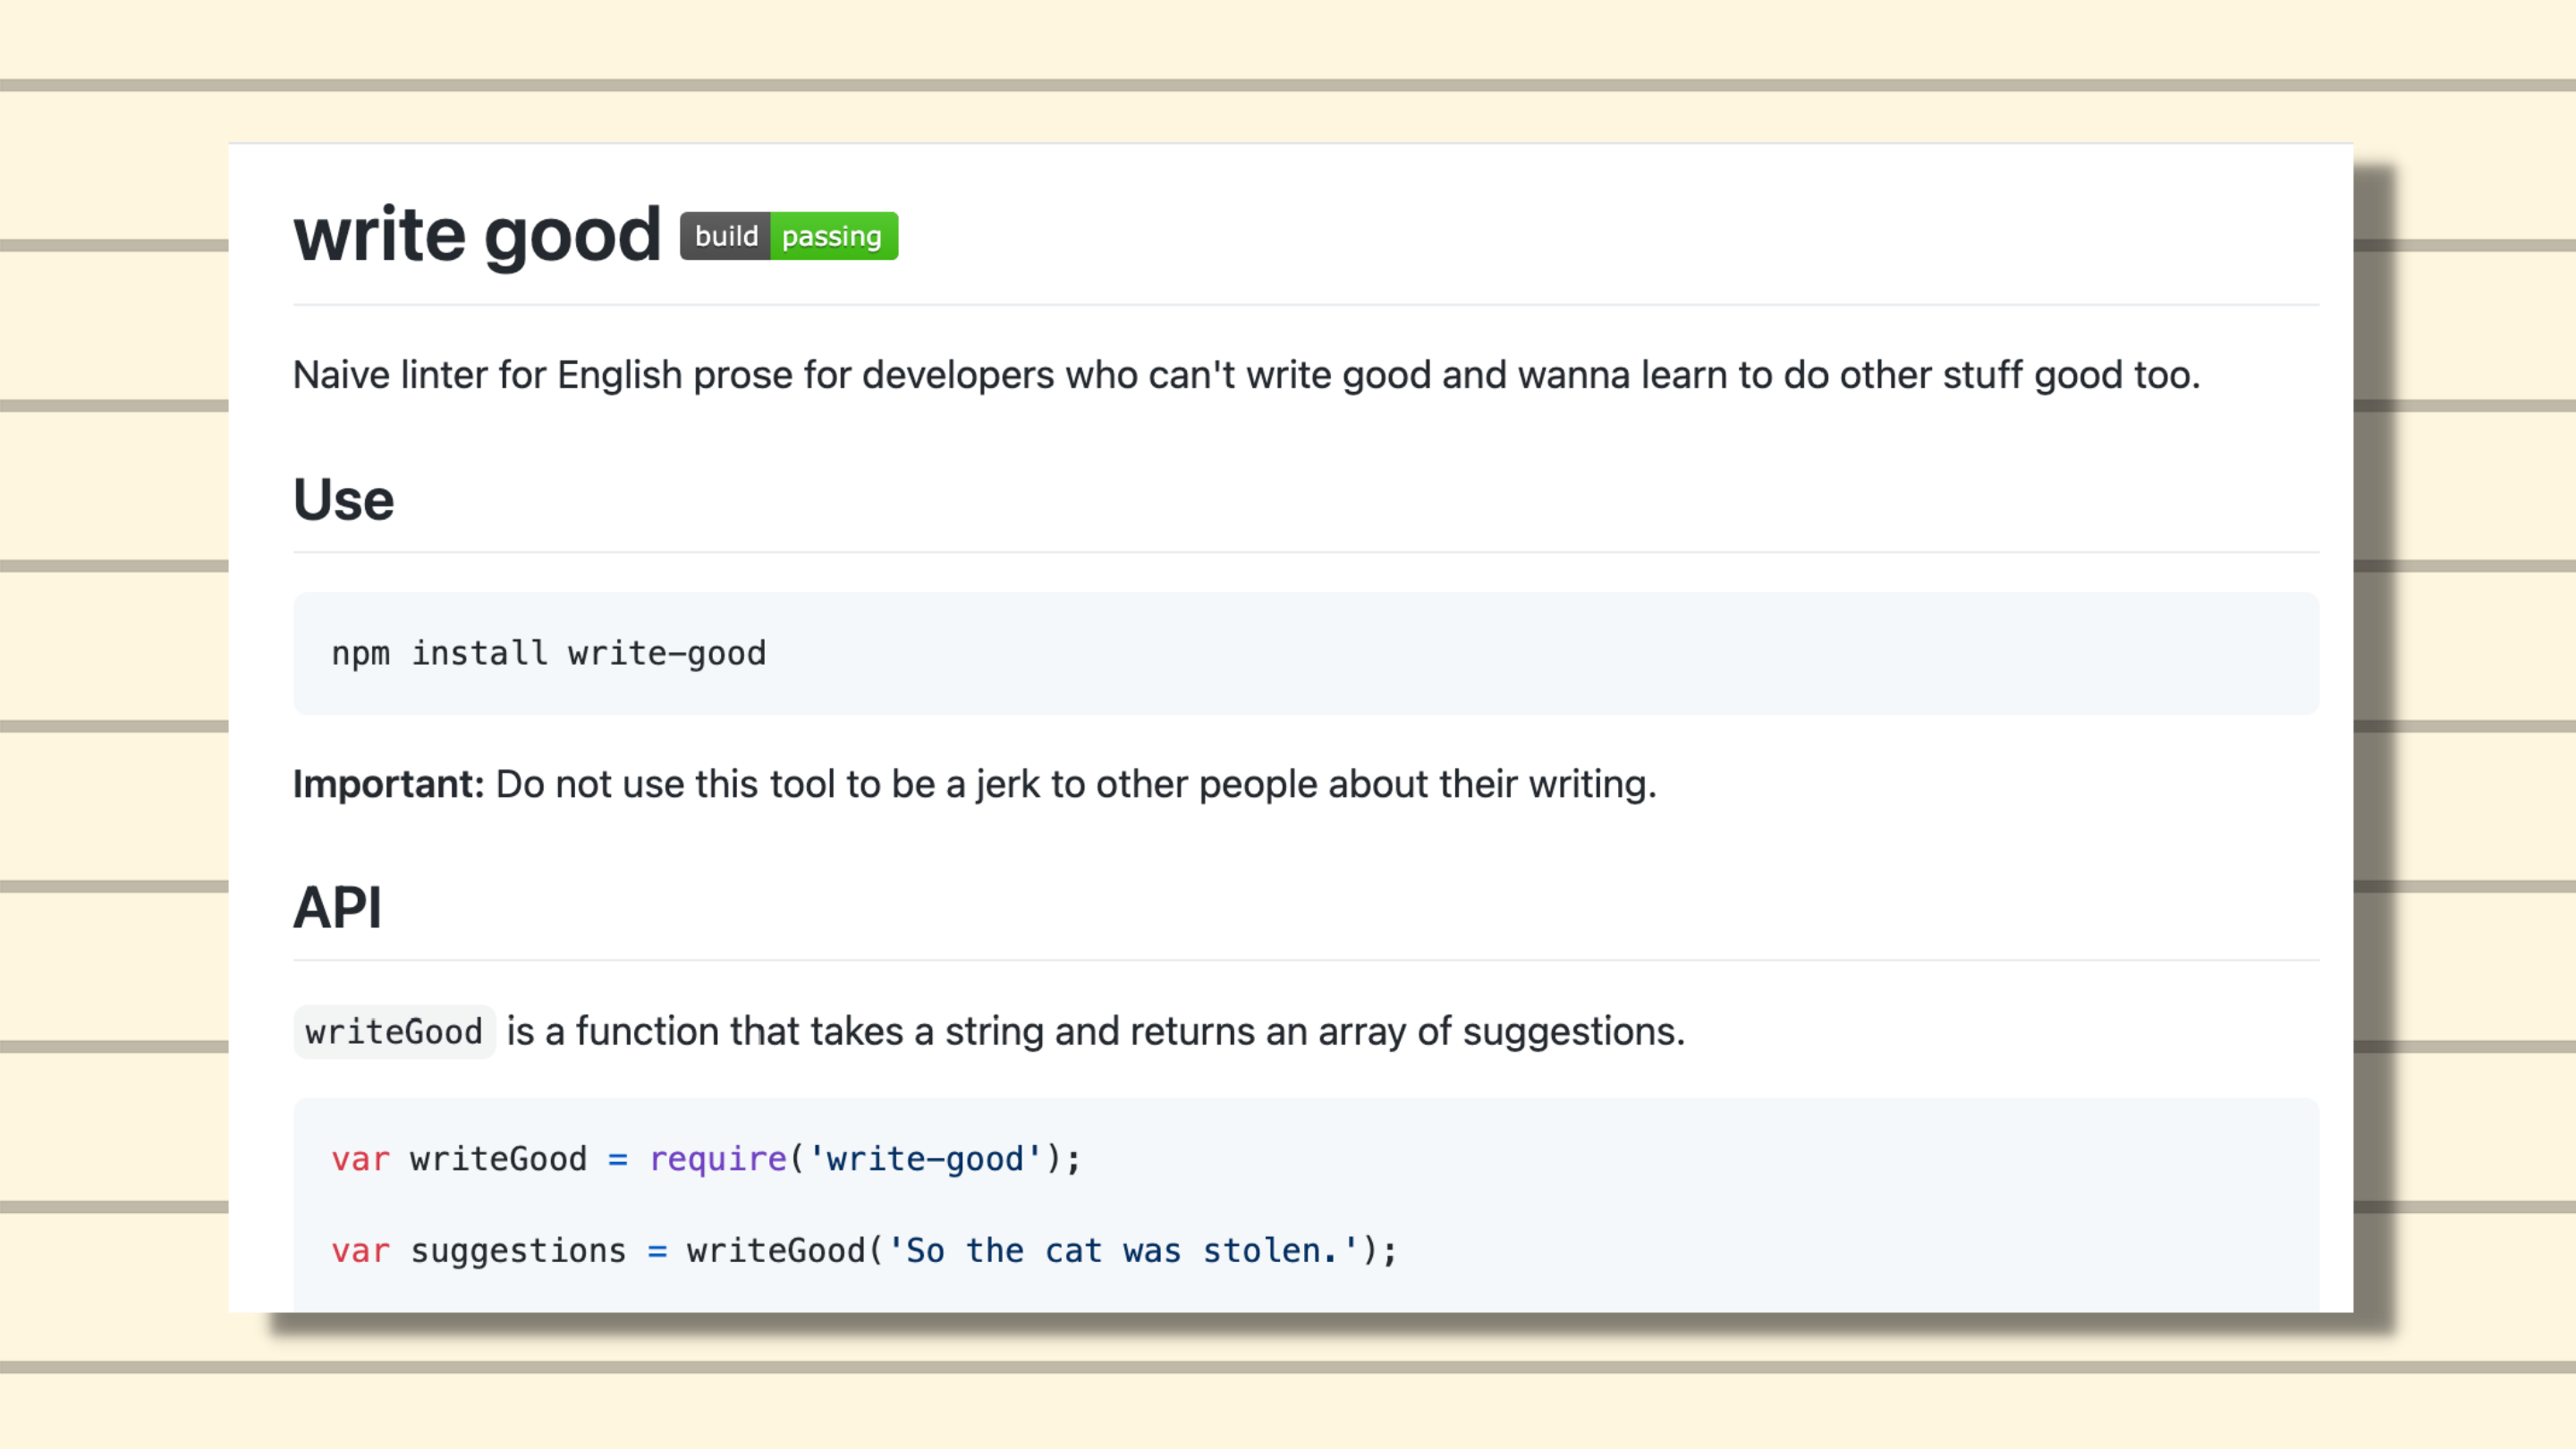 write good build passing
Naive linter for English prose for developers who can't write good and wanna learn to do other stuff good too.
Use
npm install write-good
Important: Do not use this tool to be a jerk to other people about their writing.
API
writeGood is a function that takes a string and returns an array of suggestions.
var writeGood = require('write-good');
var suggestions = writeGood('So the cat was stolen.');